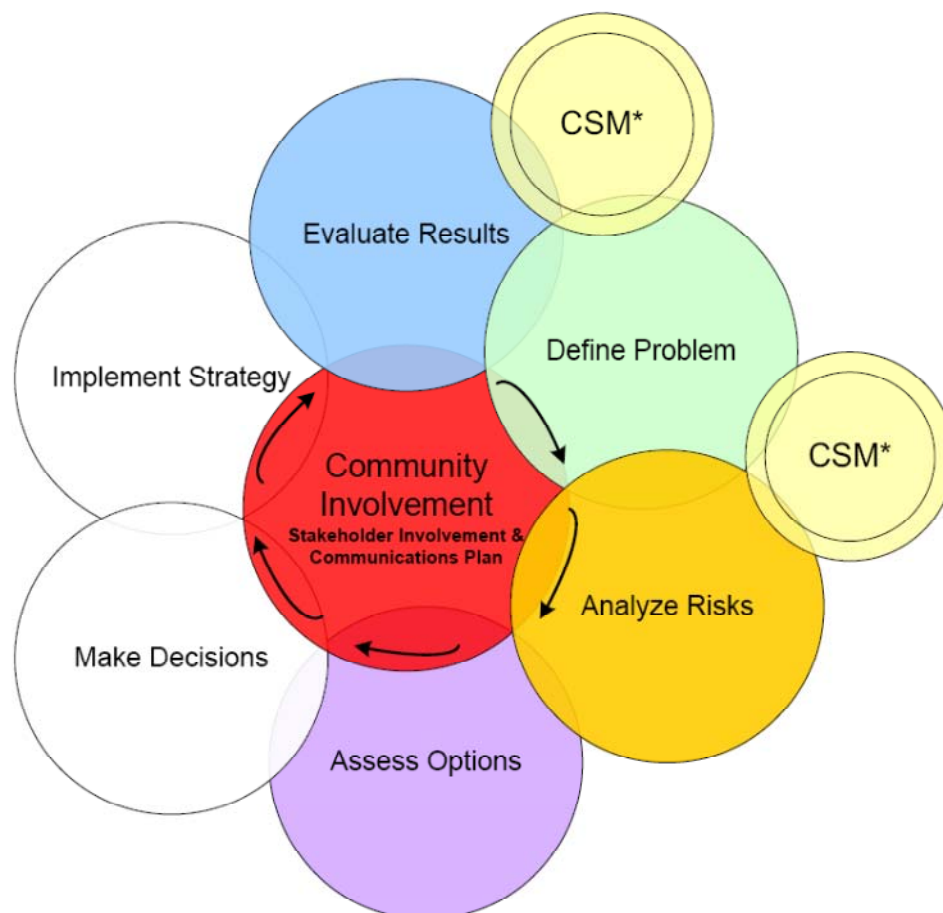 CSM*
Evaluate Results
Define Problem
Implement Strategy
CSM*
Community
Involvement
Stakeholder Involvement &
Communications Plan
Analyze Risks
Make Decisions
Assess Options